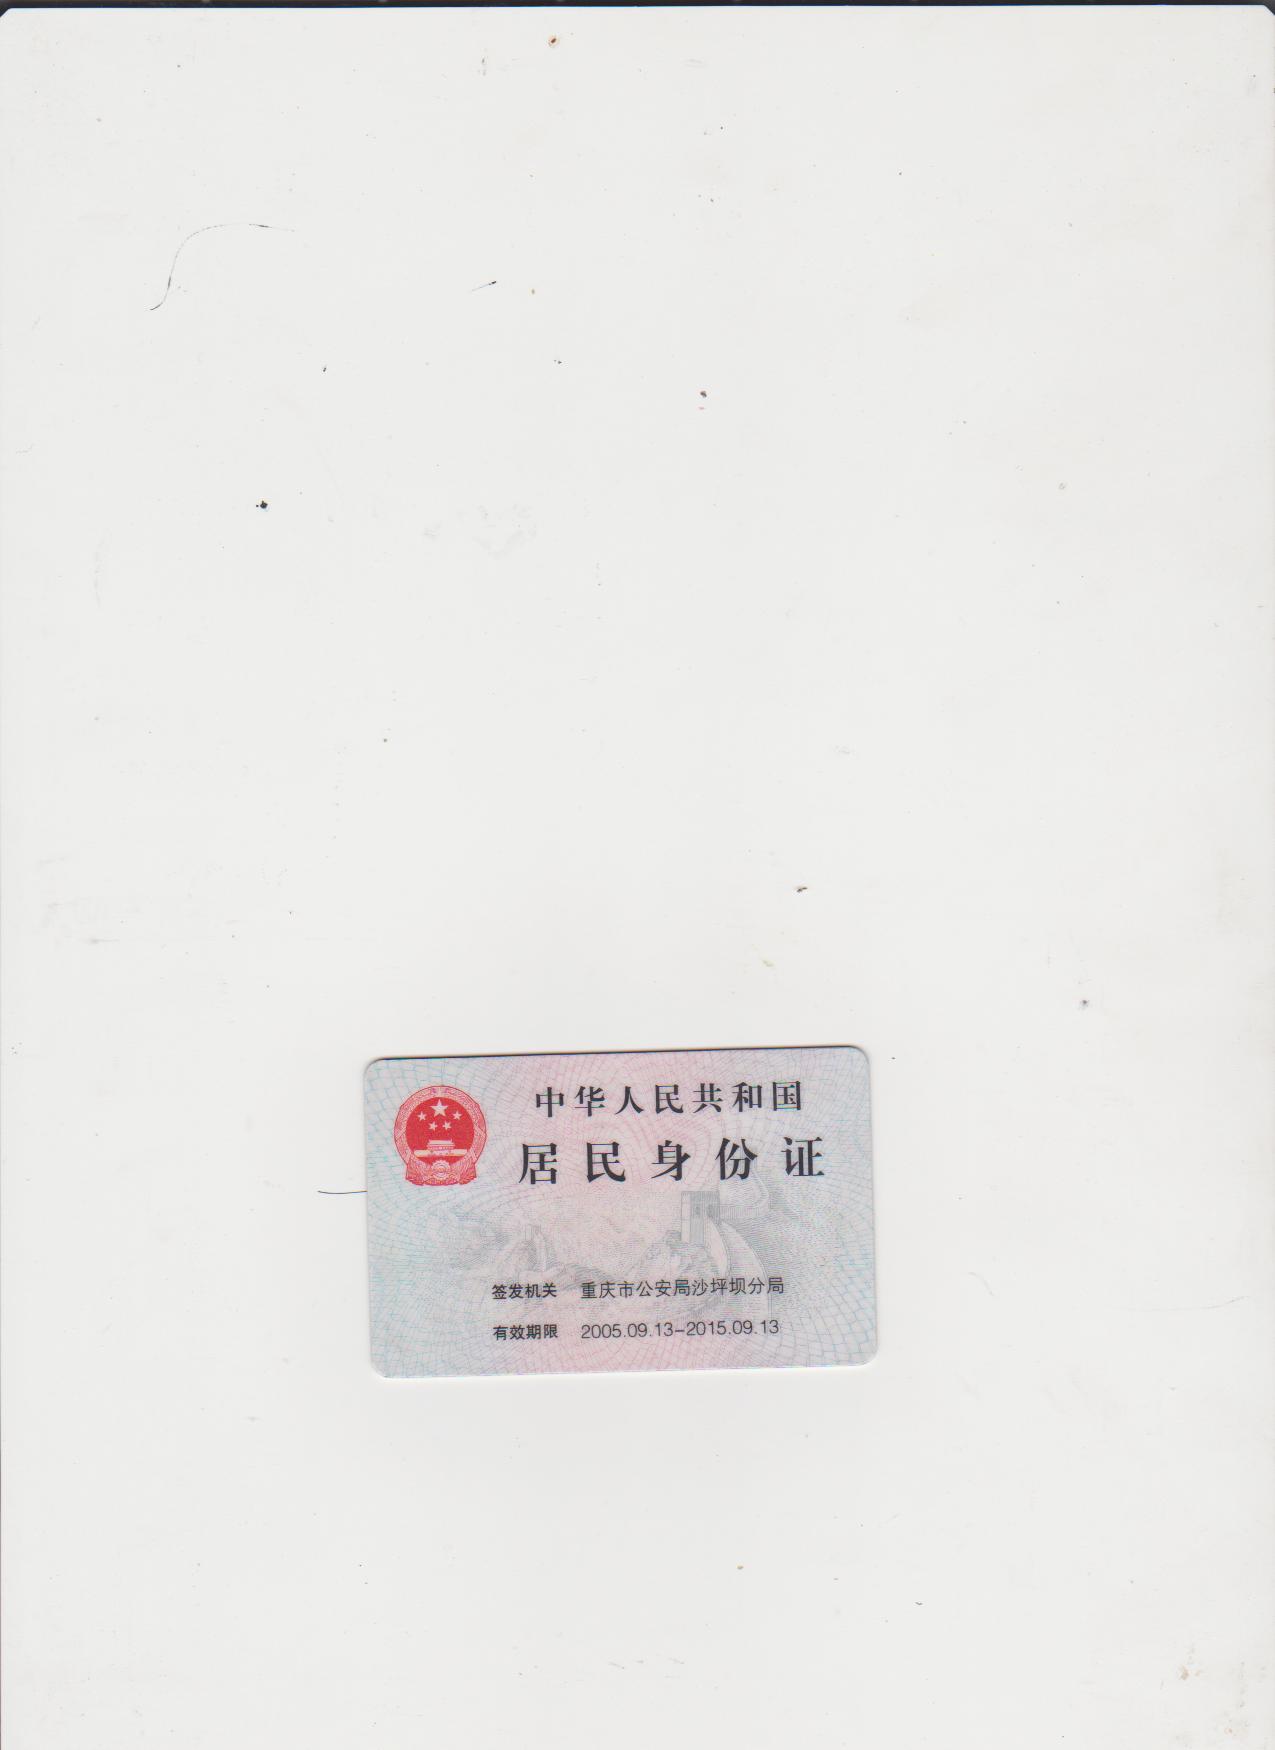 中华人民共和国
居民身份证
签发机关 重庆市公安局沙坪坝分局
有效期限 2005.09.13-2015.09.13